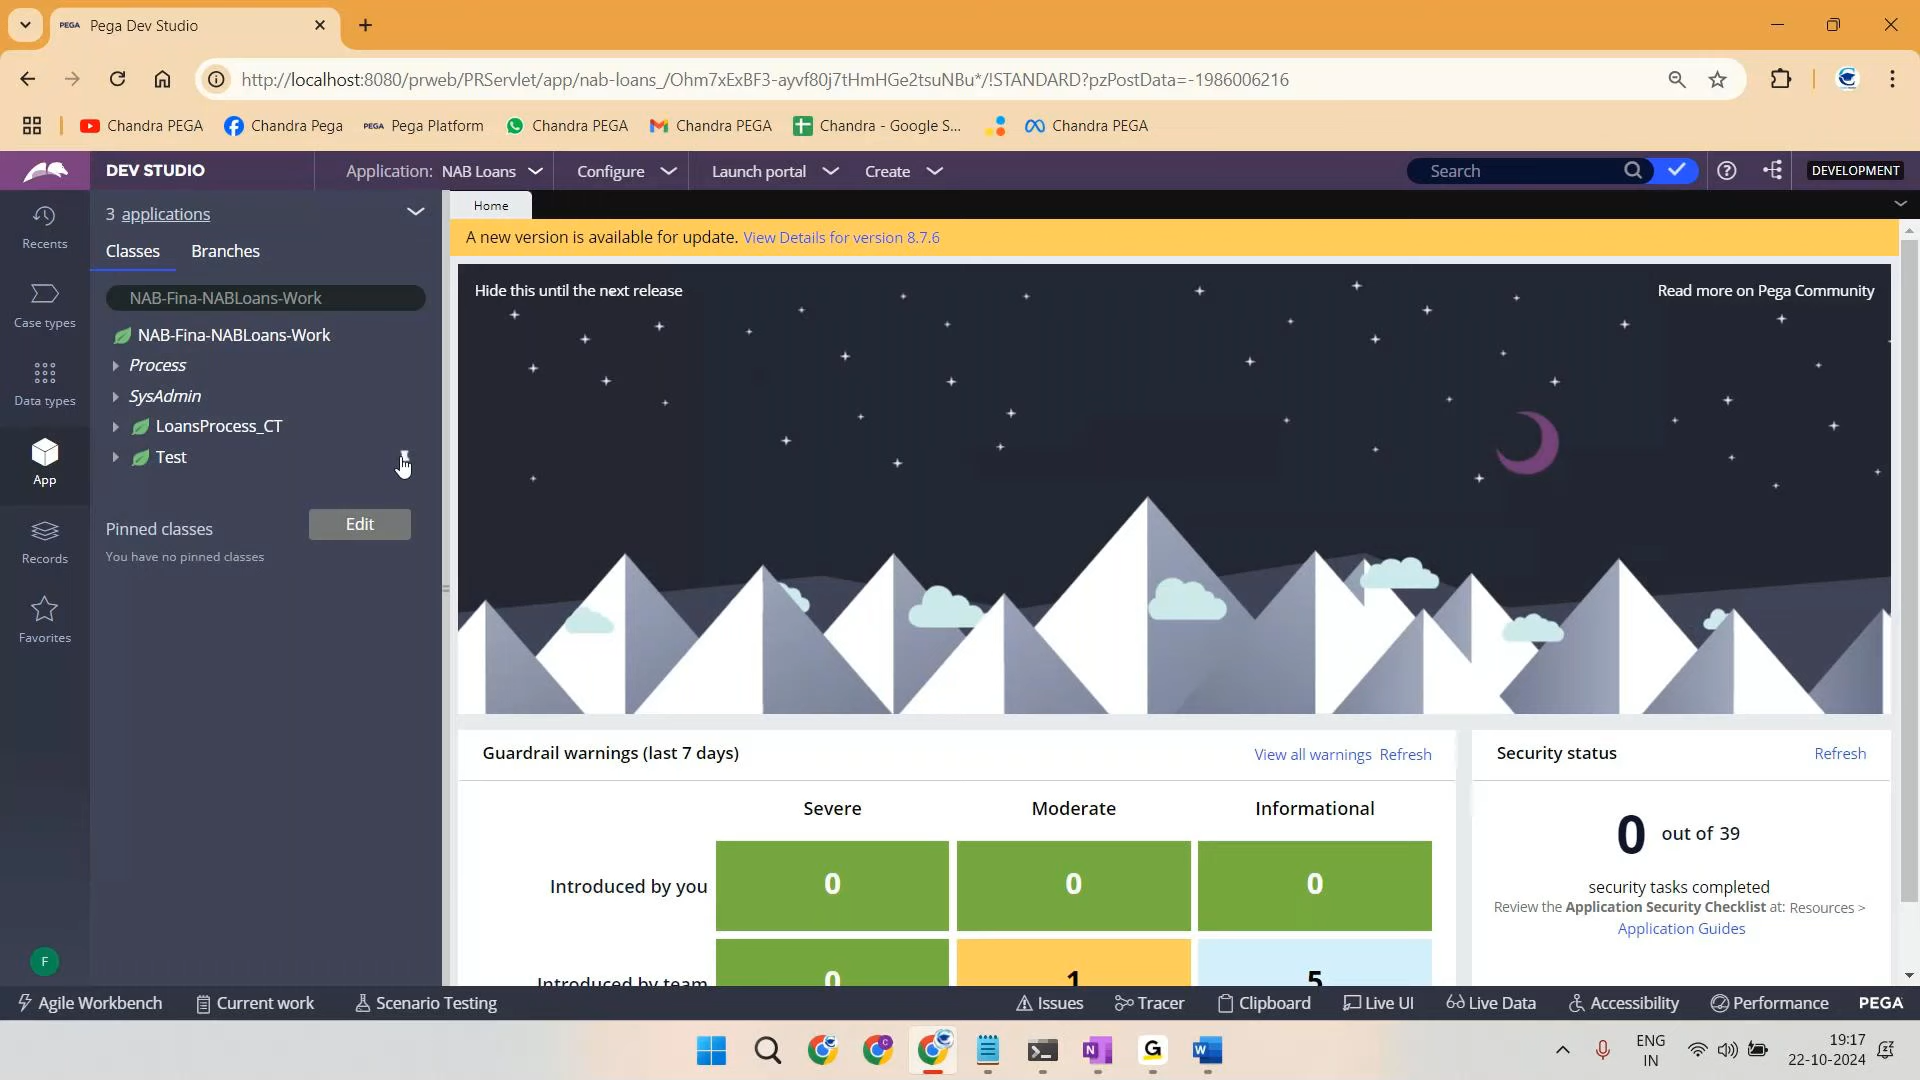 PEGA Pega Dev Studio
http://localhost:8080/prweb/PRServlet/app/nab-loans_/Ohm7xExBF3-ayvf80j7tHmHGe2tsuNBu*/!STANDARD?pzPostData=-1986006216
Chandra PEGA Chandra Pega PEGA Pega Platform Chandra PEGA Chandra PEGA Chandra - Google S... Chandra PEGA
DEV STUDIO Application: NAB Loans Configure Launch portal Create Search DEVELOPMENT
Recents
Case types
Data types
App
Records
Favorites
F
3 applications
Classes Branches
NAB-Fina-NABLoans-Work
NAB-Fina-NABLoans-Work
Process
SysAdmin
LoansProcess_CT
Test
Pinned classes Edit
You have no pinned classes
Home
A new version is available for update. View Details for version 8.7.6
Hide this until the next release Read more on Pega Community
Guardrail warnings (last 7 days) View all warnings Refresh
Severe Moderate Informational
Introduced by you 0 0 0
Introduced by team 0 1 5
Security status Refresh
0 out of 39
security tasks completed
Review the Application Security Checklist at: Resources >
Application Guides
Agile Workbench Current work Scenario Testing Issues Tracer Clipboard Live UI Live Data Accessibility Performance PEGA
ENG 19:17
IN 22-10-2024